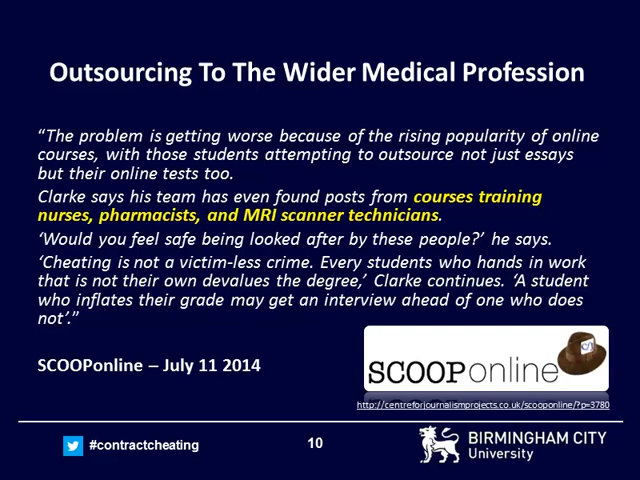 Outsourcing To The Wider Medical Profession
“The problem is getting worse because of the rising popularity of online
courses, with those students attempting to outsource not just essays
but their online tests too.
Clarke says his team has even found posts from courses training
nurses, pharmacists, and MRI scanner technicians.
‘Would you feel safe being looked after by these people?’ he says.
‘Cheating is not a victim-less crime. Every students who hands in work
that is not their own devalues the degree,’ Clarke continues. ‘A student
who inflates their grade may get an interview ahead of one who does
not’.”
SCOOPonline – July 11 2014
SCOOPonline
http://centreforjournalismprojects.co.uk/scooponline/?p=3780
#contractcheating
10
BIRMINGHAM CITY
University